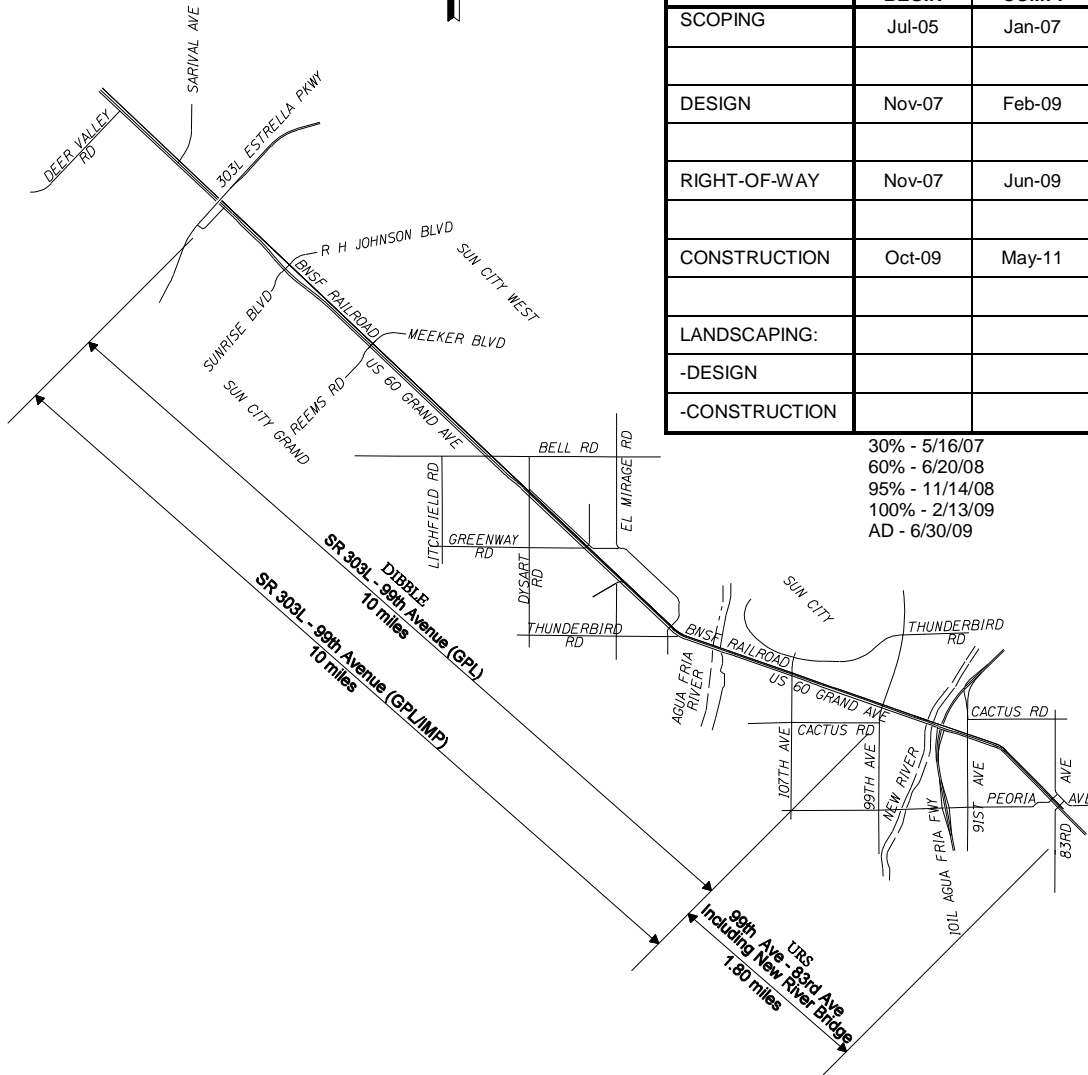 BEGIN COMPL
SCOPING Jul-05 Jan-07
DESIGN Nov-07 Feb-09
RIGHT-OF-WAY Nov-07 Jun-09
CONSTRUCTION Oct-09 May-11
LANDSCAPING:
-DESIGN
-CONSTRUCTION
30% - 5/16/07
60% - 6/20/08
95% - 11/14/08
100% - 2/13/09
AD - 6/30/09
SARIVAL AVE
DEER VALLEY
RD
303L ESTRELLA PKWY
R H JOHNSON BLVD
SUN CITY WEST
BNSF RAILROAD
SUNRISE BLVD
MEEKER BLVD
US 60 GRAND AVE
REEMS RD
SUN CITY GRAND
BELL RD
EL MIRAGE RD
LITCHFIELD RD
GREENWAY
RD
DYSART
RD
THUNDERBIRD
RD
SUN CITY
BNSF RAILROAD
THUNDERBIRD
RD
US 60 GRAND AVE
AGUA FRIA
RIVER
CACTUS RD
CACTUS RD
107TH AVE
99TH AVE
NEW RIVER
101L AGUA FRIA FWY
91ST AVE
PEORIA AVE
83RD AVE
DIBBLE
SR 303L - 99th Avenue (GPL)
10 miles
SR 303L - 99th Avenue (GPL/IMP)
10 miles
URS
99th Ave - 83rd Ave
Including New River Bridge
1.80 miles